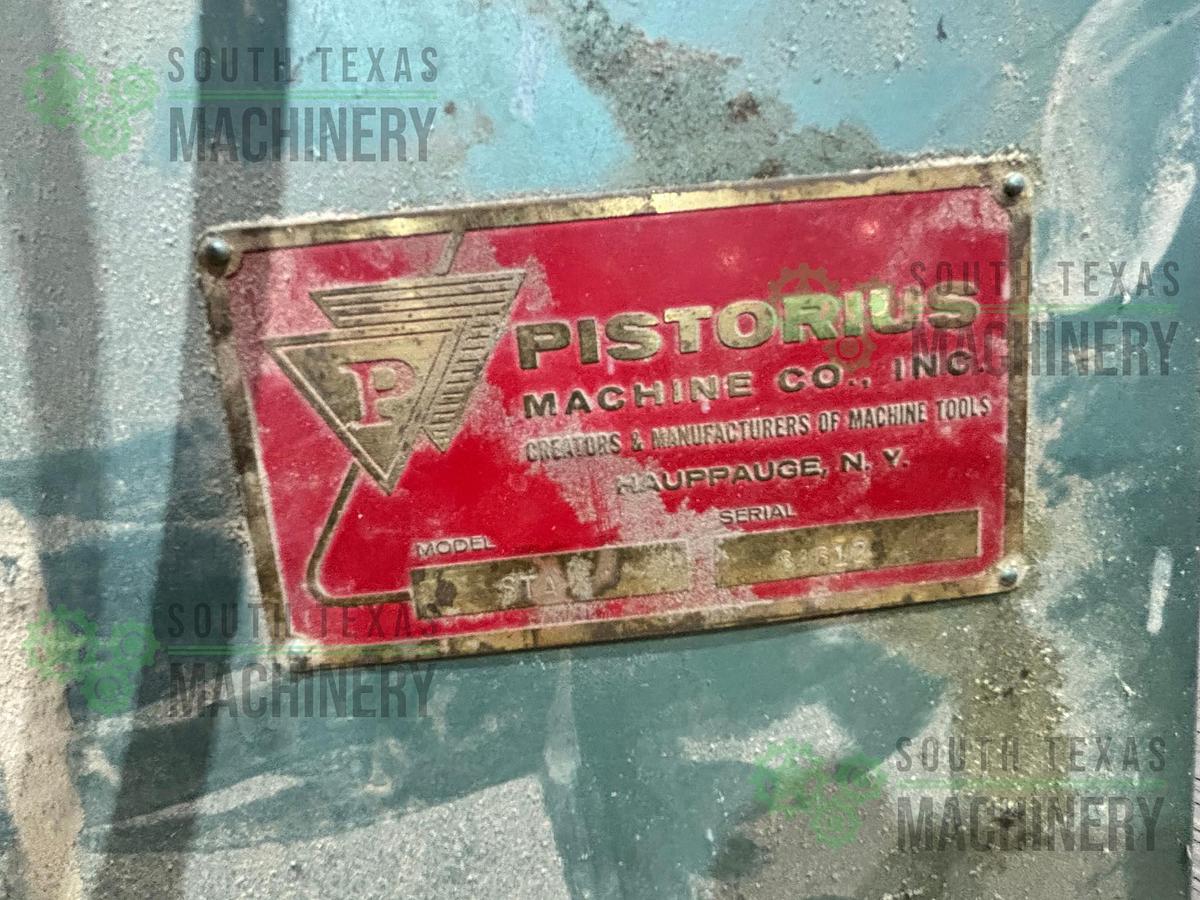 SOUTH TEXAS
MACHINERY
P
PISTORIUS
MACHINE CO., INC.
CREATORS & MANUFACTURERS OF MACHINE TOOLS
HAUPPAUGE, N. Y.
MODEL
SERIAL
SOUTH TEXAS
MACHINERY
SOUTH TEXAS
MACHINERY
SOUTH TEXAS
MACHINERY